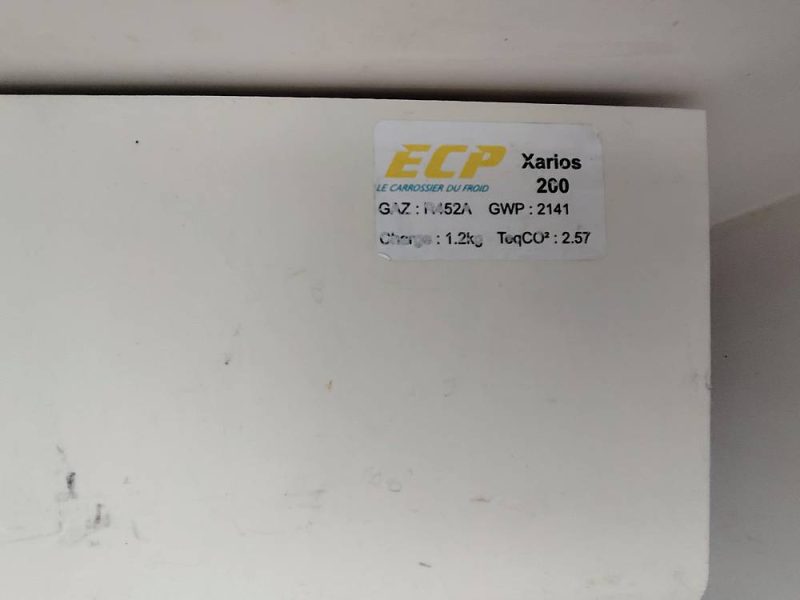 ECP Xarios
LE CARROSSIER DU FROID 200
GAZ : R452A GWP : 2141
Charge : 1.2kg TeqCO² : 2.57